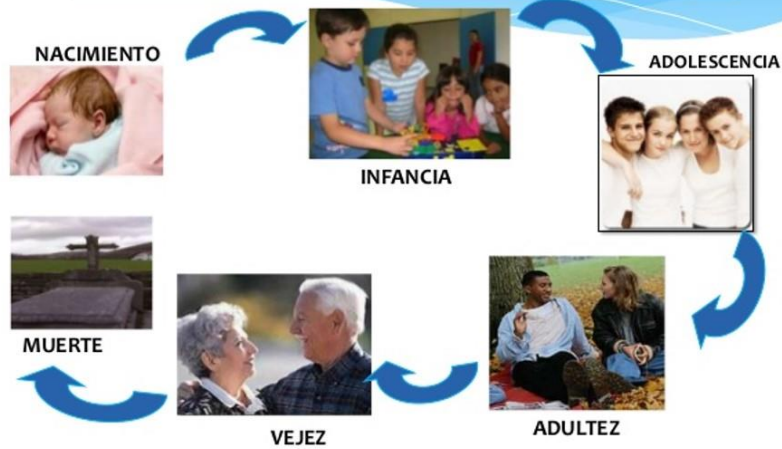 NACIMIENTO
INFANCIA
ADOLESCENCIA
ADULTEZ
VEJEZ
MUERTE